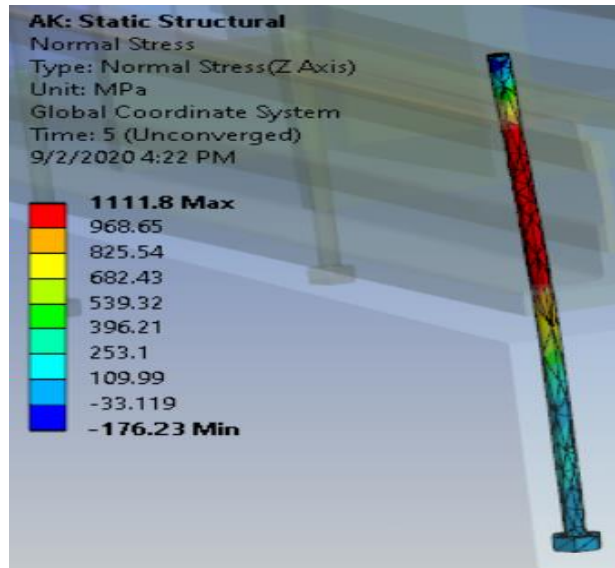 AK: Static Structural
Normal Stress
Type: Normal Stress(Z Axis)
Unit: MPa
Global Coordinate System
Time: 5 (Unconverged)
9/2/2020 4:22 PM
1111.8 Max
968.65
825.54
682.43
539.32
396.21
253.1
109.99
-33.119
-176.23 Min